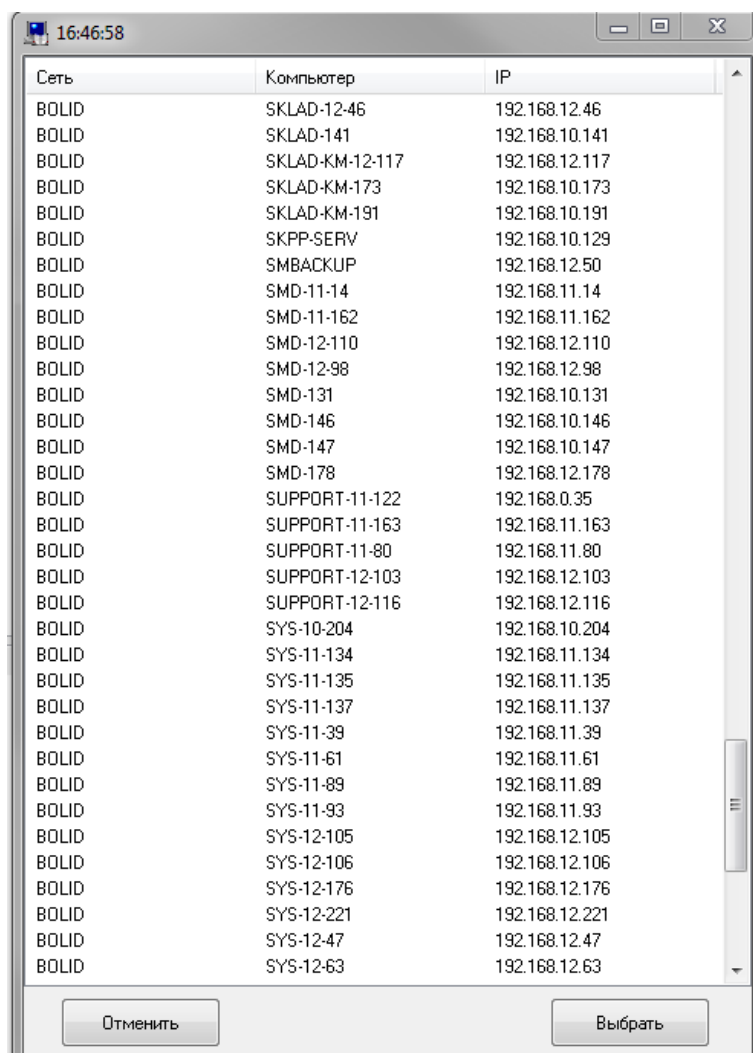 16:46:58
Сеть Компьютер IP
BOLID SKLAD-12-46 192.168.12.46
BOLID SKLAD-141 192.168.10.141
BOLID SKLAD-KM-12-117 192.168.12.117
BOLID SKLAD-KM-173 192.168.10.173
BOLID SKLAD-KM-191 192.168.10.191
BOLID SKPP-SERV 192.168.10.129
BOLID SMBACKUP 192.168.12.50
BOLID SMD-11-14 192.168.11.14
BOLID SMD-11-162 192.168.11.162
BOLID SMD-12-110 192.168.12.110
BOLID SMD-12-98 192.168.12.98
BOLID SMD-131 192.168.10.131
BOLID SMD-146 192.168.10.146
BOLID SMD-147 192.168.10.147
BOLID SMD-178 192.168.12.178
BOLID SUPPORT-11-122 192.168.0.35
BOLID SUPPORT-11-163 192.168.11.163
BOLID SUPPORT-11-80 192.168.11.80
BOLID SUPPORT-12-103 192.168.12.103
BOLID SUPPORT-12-116 192.168.12.116
BOLID SYS-10-204 192.168.10.204
BOLID SYS-11-134 192.168.11.134
BOLID SYS-11-135 192.168.11.135
BOLID SYS-11-137 192.168.11.137
BOLID SYS-11-39 192.168.11.39
BOLID SYS-11-61 192.168.11.61
BOLID SYS-11-89 192.168.11.89
BOLID SYS-11-93 192.168.11.93
BOLID SYS-12-105 192.168.12.105
BOLID SYS-12-106 192.168.12.106
BOLID SYS-12-176 192.168.12.176
BOLID SYS-12-221 192.168.12.221
BOLID SYS-12-47 192.168.12.47
BOLID SYS-12-63 192.168.12.63
Отменить Выбрать